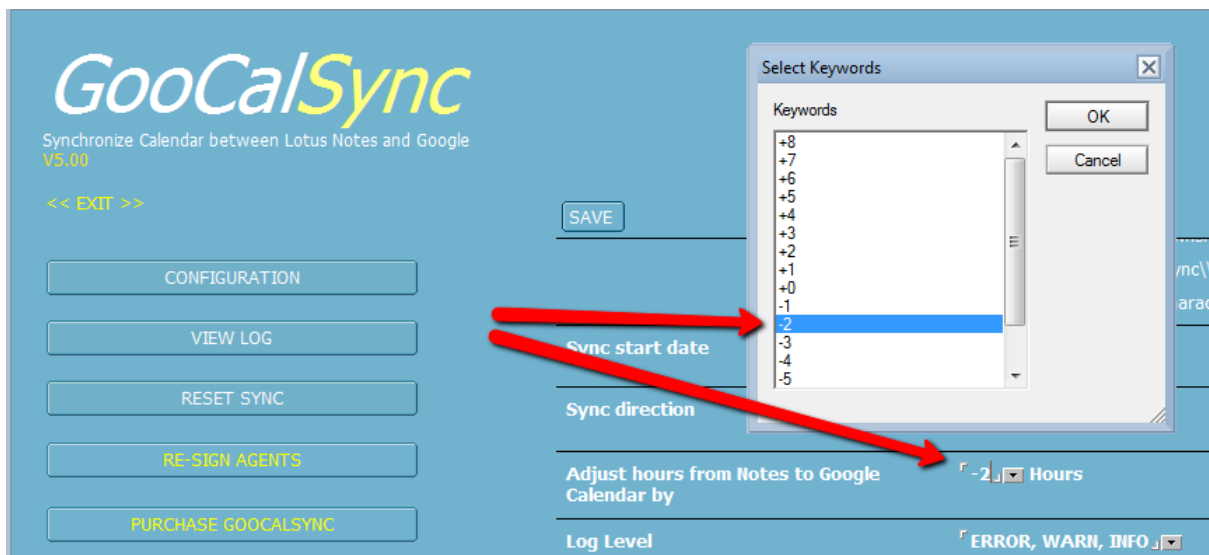 GooCalSync
Synchronize Calendar between Lotus Notes and Google
V5.00
<< EXIT >>
CONFIGURATION
VIEW LOG
RESET SYNC
RE-SIGN AGENTS
PURCHASE GOOCALSYNC
SAVE
Sync start date
Sync direction
Adjust hours from Notes to Google
Calendar by
-2 Hours
Log Level
ERROR, WARN, INFO
Select Keywords
Keywords
+8
+7
+6
+5
+4
+3
+2
+1
+0
-1
-2
-3
-4
-5
OK
Cancel